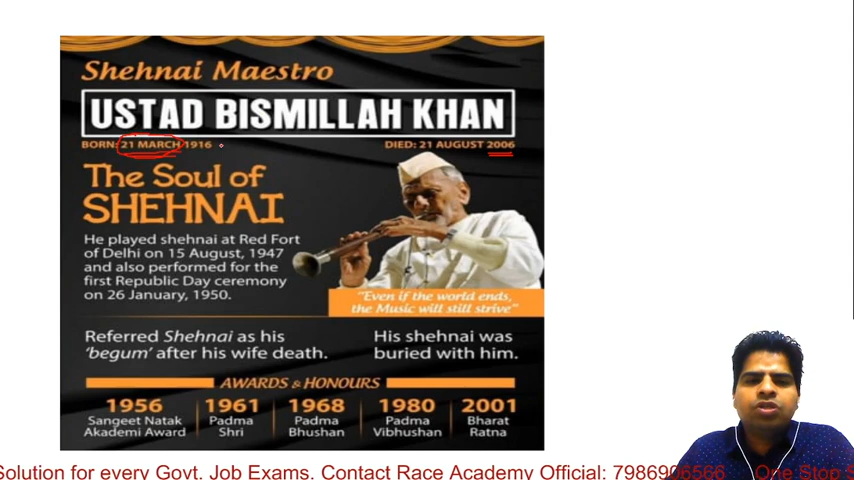 Shehnai Maestro
USTAD BISMILLAH KHAN
BORN: 21 MARCH 1916
DIED: 21 AUGUST 2006
The Soul of
SHEHNAI
He played shehnai at Red Fort
of Delhi on 15 August, 1947
and also performed for the
first Republic Day ceremony
on 26 January, 1950.
"Even if the world ends,
the Music will still strive"
Referred Shehnai as his
'begum' after his wife death.
His shehnai was
buried with him.
AWARDS & HONOURS
1956
Sangeet Natak
Akademi Award
1961
Padma
Shri
1968
Padma
Bhushan
1980
Padma
Vibhushan
2001
Bharat
Ratna
Solution for every Govt. Job Exams. Contact Race Academy Official: 7986906566 One Stop S